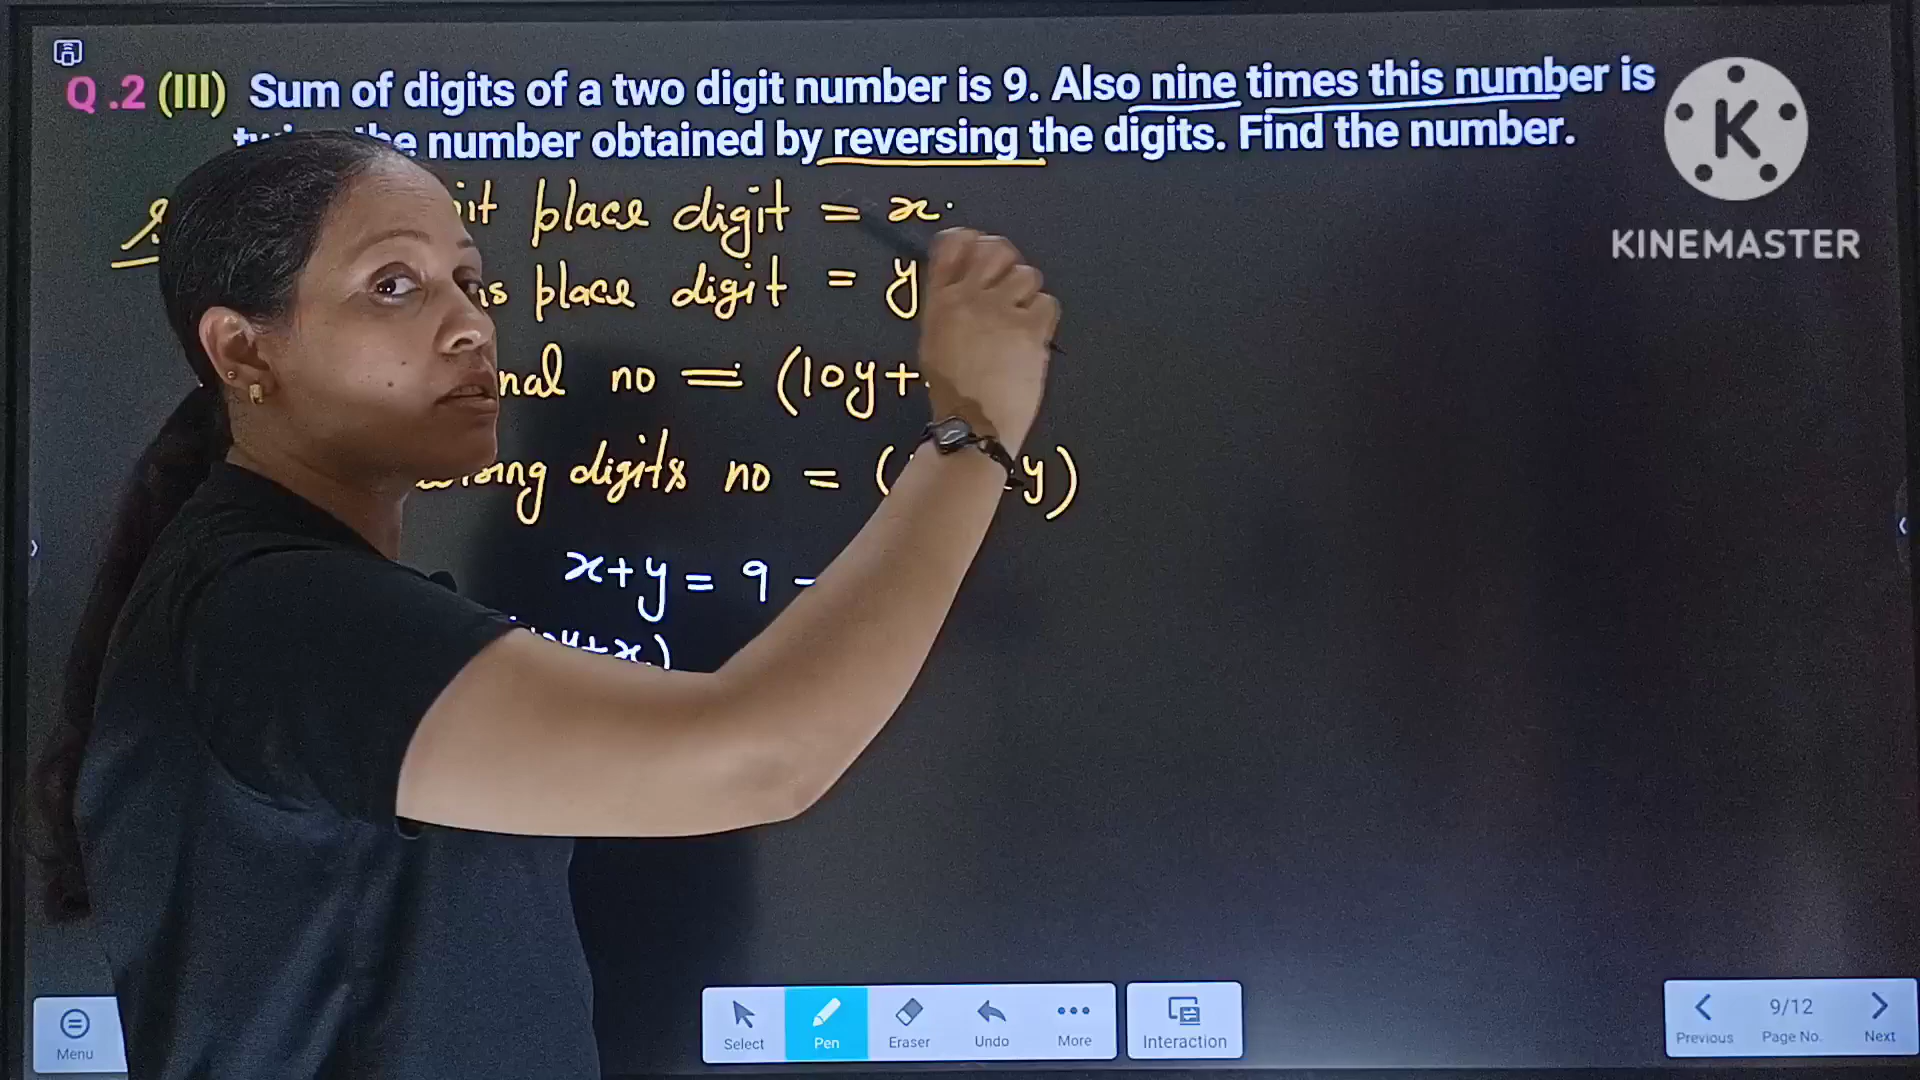 Q.2 (III) Sum of digits of a two digit number is 9. Also nine times this number is
the number obtained by reversing the digits. Find the number.
K
KINEMASTER
place digit = x.
place digit = y
no = (10y+
digits no = ( y)
x+y = 9 -
y+x)
Menu
Select
Pen
Eraser
Undo
More
Interaction
Previous
9/12
Page No.
Next